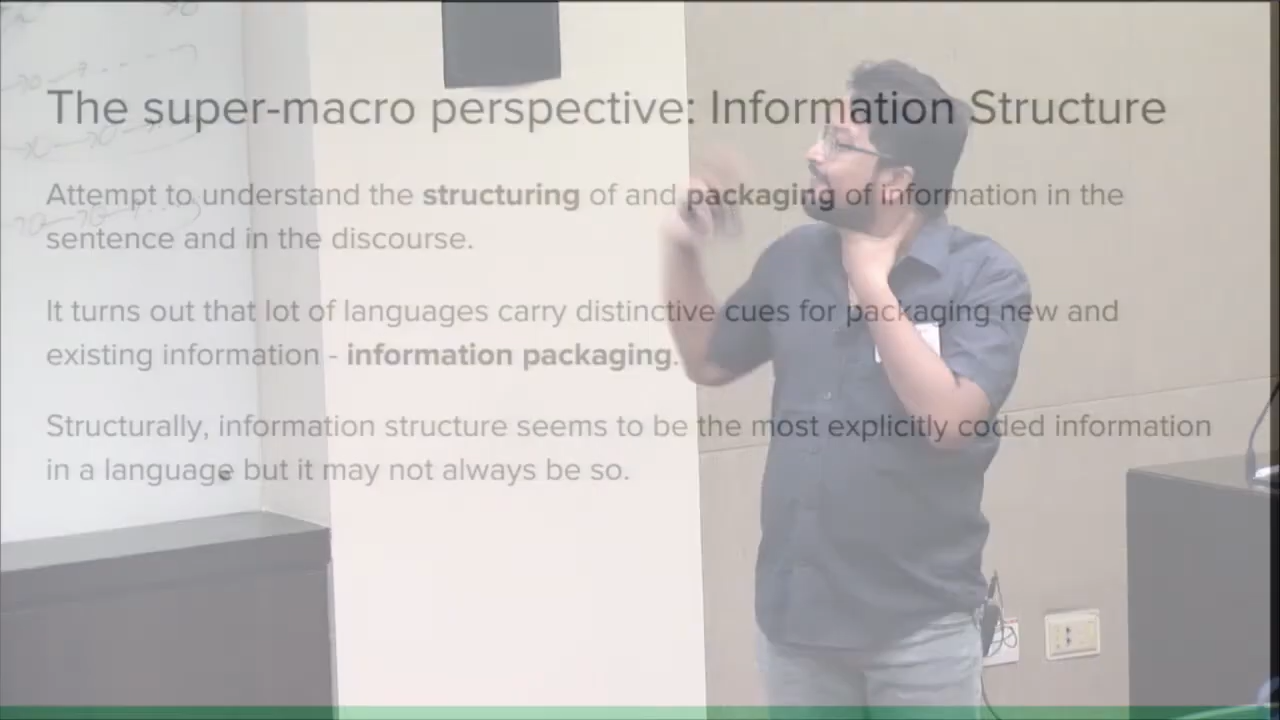 The super-macro perspective: Information Structure
Attempt to understand the structuring of and packaging of information in the
sentence and in the discourse.
It turns out that lot of languages carry distinctive cues for packaging new and
existing information - information packaging.
Structurally, information structure seems to be the most explicitly coded information
in a language but it may not always be so.